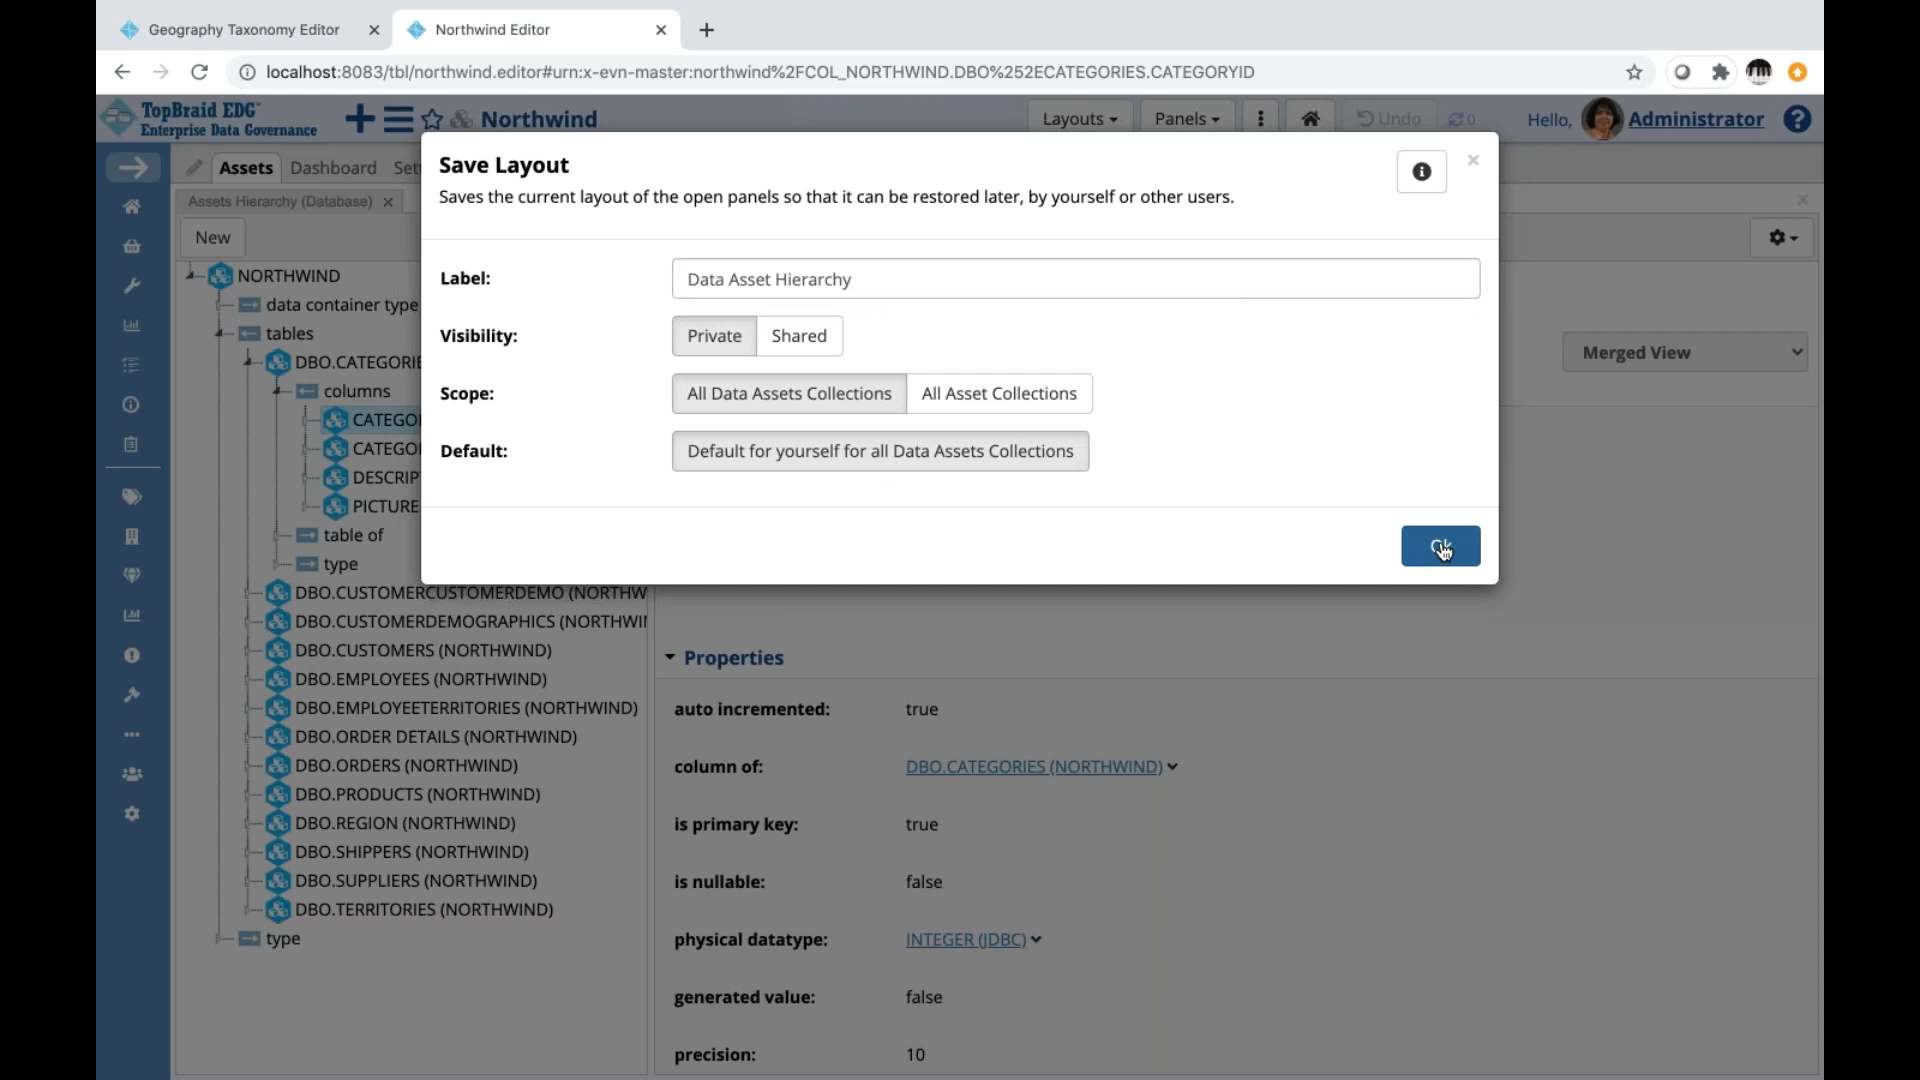 Geography Taxonomy Editor
Northwind Editor
localhost:8083/tbl/northwind.editor#urn:x-evn-master:northwind%2FCOL_NORTHWIND.DBO%252ECATEGORIES.CATEGORYID
TopBraid EDG™
Enterprise Data Governance
Northwind
Layouts
Panels
Undo
0
Hello, Administrator
Assets
Dashboard
Assets Hierarchy (Database)
New
Save Layout
Saves the current layout of the open panels so that it can be restored later, by yourself or other users.
Label: Data Asset Hierarchy
Visibility: Private Shared
Scope: All Data Assets Collections All Asset Collections
Default: Default for yourself for all Data Assets Collections
Merged View
NORTHWIND
data container type
tables
DBO.CATEGORIE
columns
CATEGO
CATEGO
DESCRIP
PICTURE
table of
type
DBO.CUSTOMERCUSTOMERDEMO (NORTHW
DBO.CUSTOMERDEMOGRAPHICS (NORTHWI
DBO.CUSTOMERS (NORTHWIND)
DBO.EMPLOYEES (NORTHWIND)
DBO.EMPLOYEETERRITORIES (NORTHWIND)
DBO.ORDER DETAILS (NORTHWIND)
DBO.ORDERS (NORTHWIND)
DBO.PRODUCTS (NORTHWIND)
DBO.REGION (NORTHWIND)
DBO.SHIPPERS (NORTHWIND)
DBO.SUPPLIERS (NORTHWIND)
DBO.TERRITORIES (NORTHWIND)
type
Properties
auto incremented: true
column of: DBO.CATEGORIES (NORTHWIND)
is primary key: true
is nullable: false
physical datatype: INTEGER (JDBC)
generated value: false
precision: 10